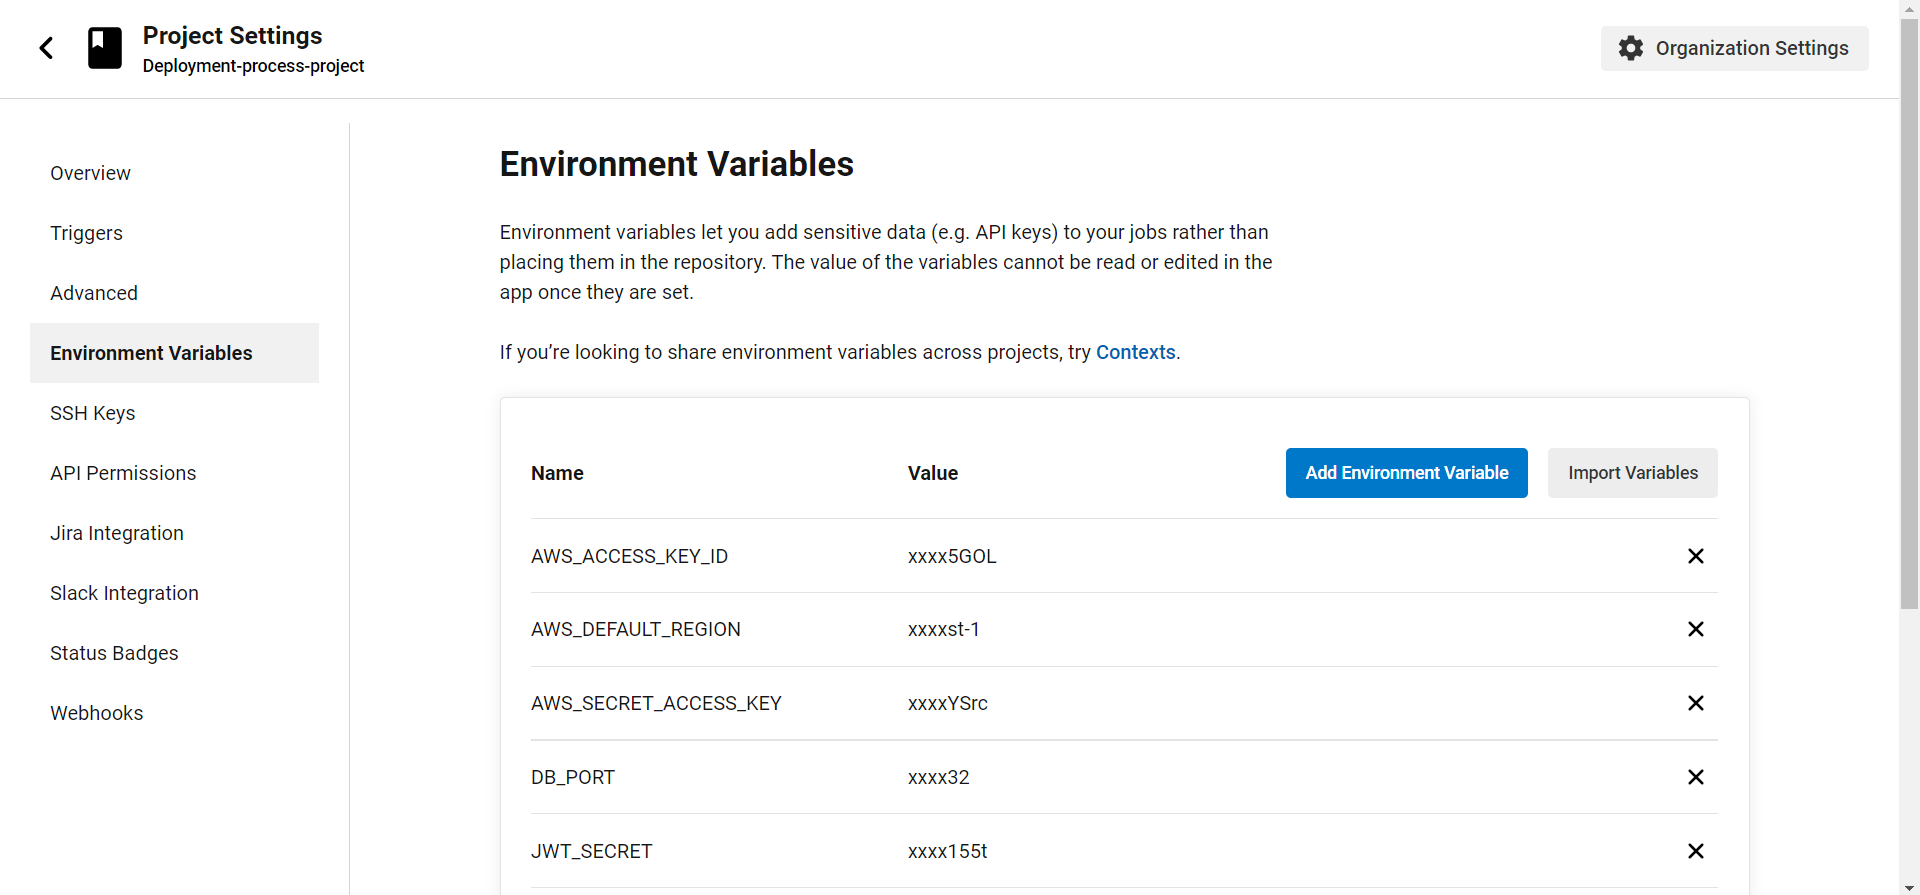 Project Settings
Deployment-process-project
Organization Settings
Overview
Triggers
Advanced
Environment Variables
SSH Keys
API Permissions
Jira Integration
Slack Integration
Status Badges
Webhooks
Environment Variables
Environment variables let you add sensitive data (e.g. API keys) to your jobs rather than
placing them in the repository. The value of the variables cannot be read or edited in the
app once they are set.
If you’re looking to share environment variables across projects, try Contexts.
Name Value Add Environment Variable Import Variables
AWS_ACCESS_KEY_ID xxxx5GOL
AWS_DEFAULT_REGION xxxxst-1
AWS_SECRET_ACCESS_KEY xxxxYSrc
DB_PORT xxxx32
JWT_SECRET xxxx155t